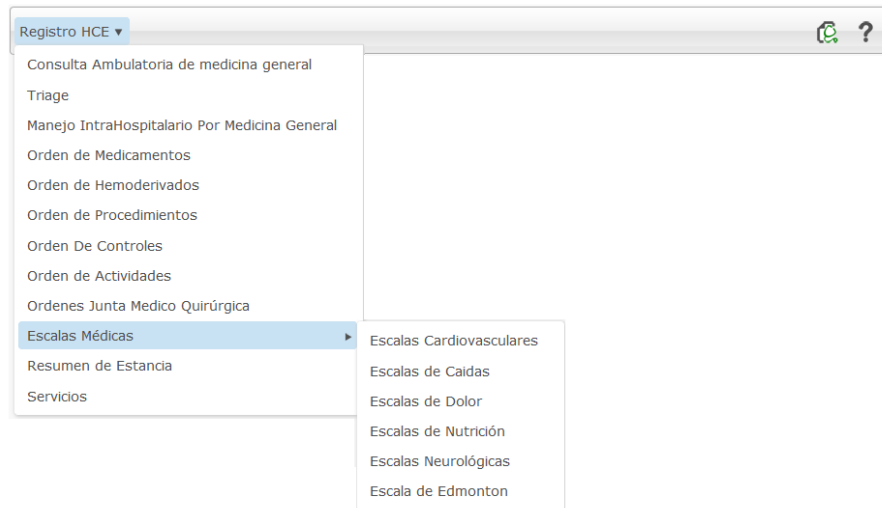 Registro HCE ▾
?
Consulta Ambulatoria de medicina general
Triage
Manejo IntraHospitalario Por Medicina General
Orden de Medicamentos
Orden de Hemoderivados
Orden de Procedimientos
Orden De Controles
Orden de Actividades
Ordenes Junta Medico Quirúrgica
Escalas Médicas
Resumen de Estancia
Servicios
Escalas Cardiovasculares
Escalas de Caidas
Escalas de Dolor
Escalas de Nutrición
Escalas Neurológicas
Escala de Edmonton